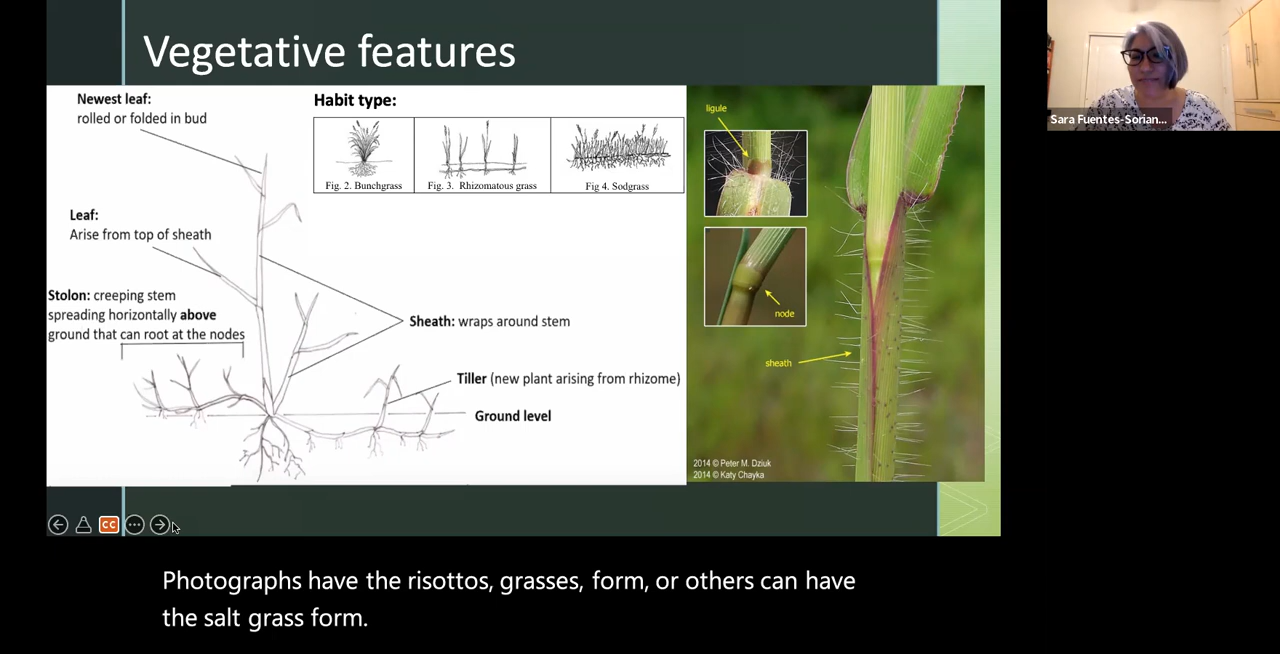 Vegetative features
Newest leaf:
rolled or folded in bud
Habit type:
Fig. 2. Bunchgrass
Fig. 3. Rhizomatous grass
Fig 4. Sodgrass
Leaf:
Arise from top of sheath
Stolon: creeping stem
spreading horizontally above
ground that can root at the nodes
Sheath: wraps around stem
Tiller (new plant arising from rhizome)
Ground level
ligule
node
sheath
2014 © Peter M. Dziuk
2014 © Katy Chayka
Sara Fuentes-Sorian...
CC
Photographs have the risottos, grasses, form, or others can have
the salt grass form.